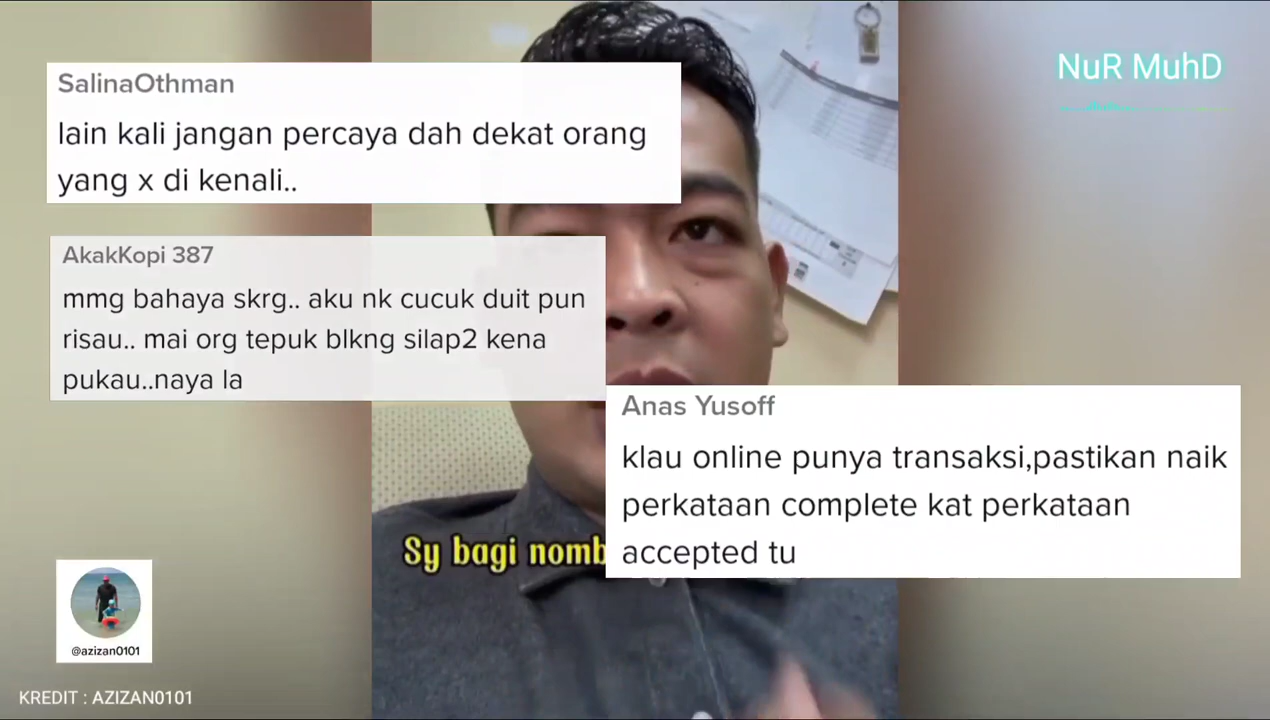 SalinaOthman
lain kali jangan percaya dah dekat orang
yang x di kenali..
NuR MuhD
AkakKopi 387
mmg bahaya skrg.. aku nk cucuk duit pun
risau.. mai org tepuk blkng silap2 kena
pukau..naya la
Anas Yusoff
klau online punya transaksi,pastikan naik
perkataan complete kat perkataan
accepted tu
Sy bagi nomb
@azizan0101
KREDIT : AZIZAN0101